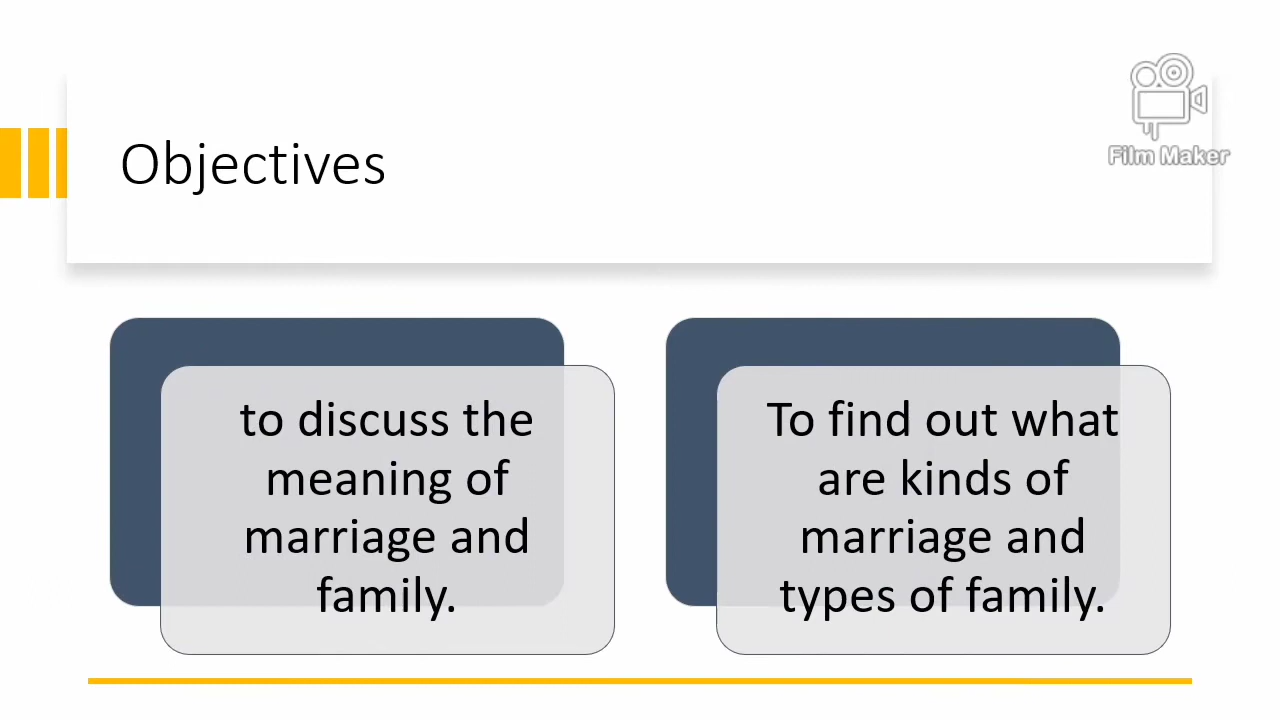 Objectives
Film Maker
to discuss the
meaning of
marriage and
family.
To find out what
are kinds of
marriage and
types of family.